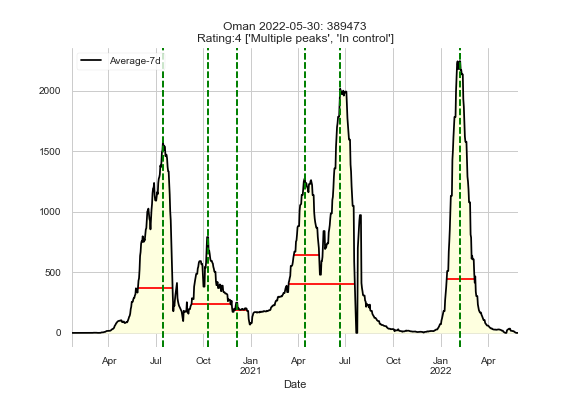 Oman 2022-05-30: 389473
Rating:4 ['Multiple peaks', 'In control']
Average-7d
2000
1500
1000
500
0
Apr Jul Oct Jan Apr Jul Oct Jan Apr
2021 2022
Date